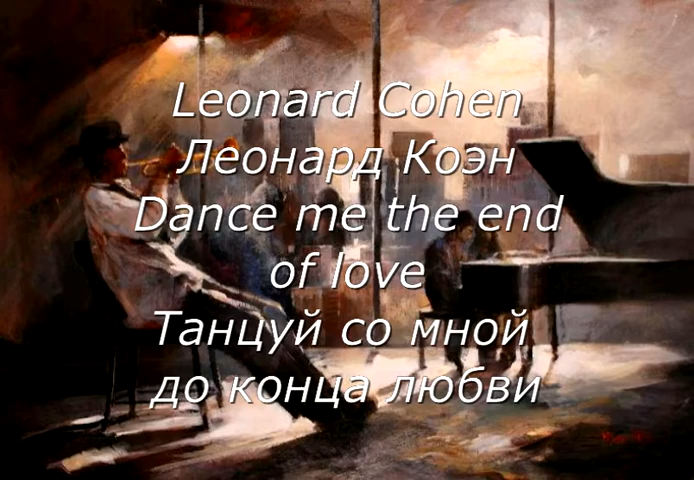 Leonard Cohen
Леонард Коэн
Dance me the end
of love
Танцуй со мной
до конца любви